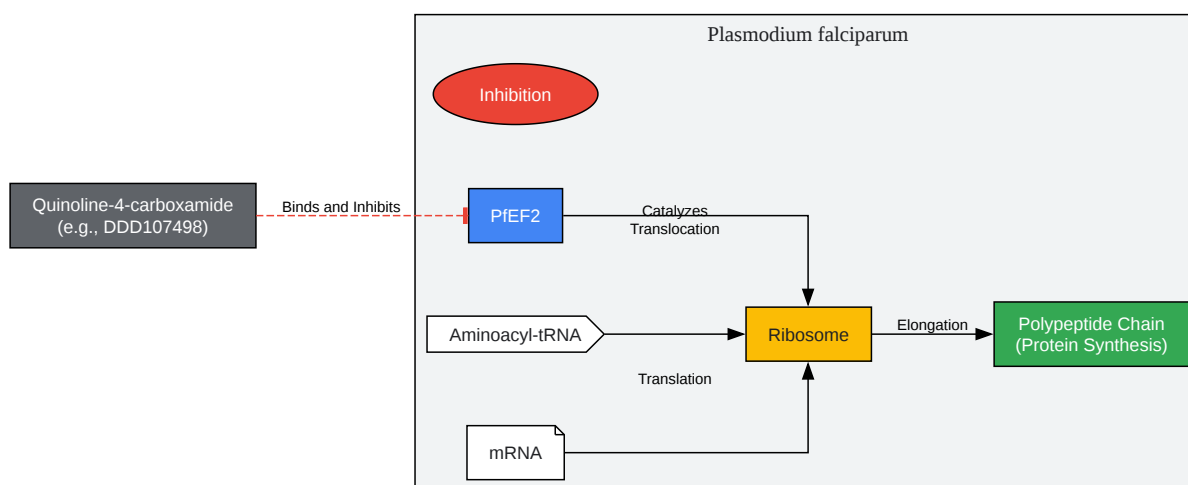 Plasmodium falciparum
Inhibition
Quinoline-4-carboxamide
(e.g., DDD107498)
Binds and Inhibits
PfEF2
Catalyzes
Translocation
Aminoacyl-tRNA
Ribosome
Elongation
Polypeptide Chain
(Protein Synthesis)
Translation
mRNA